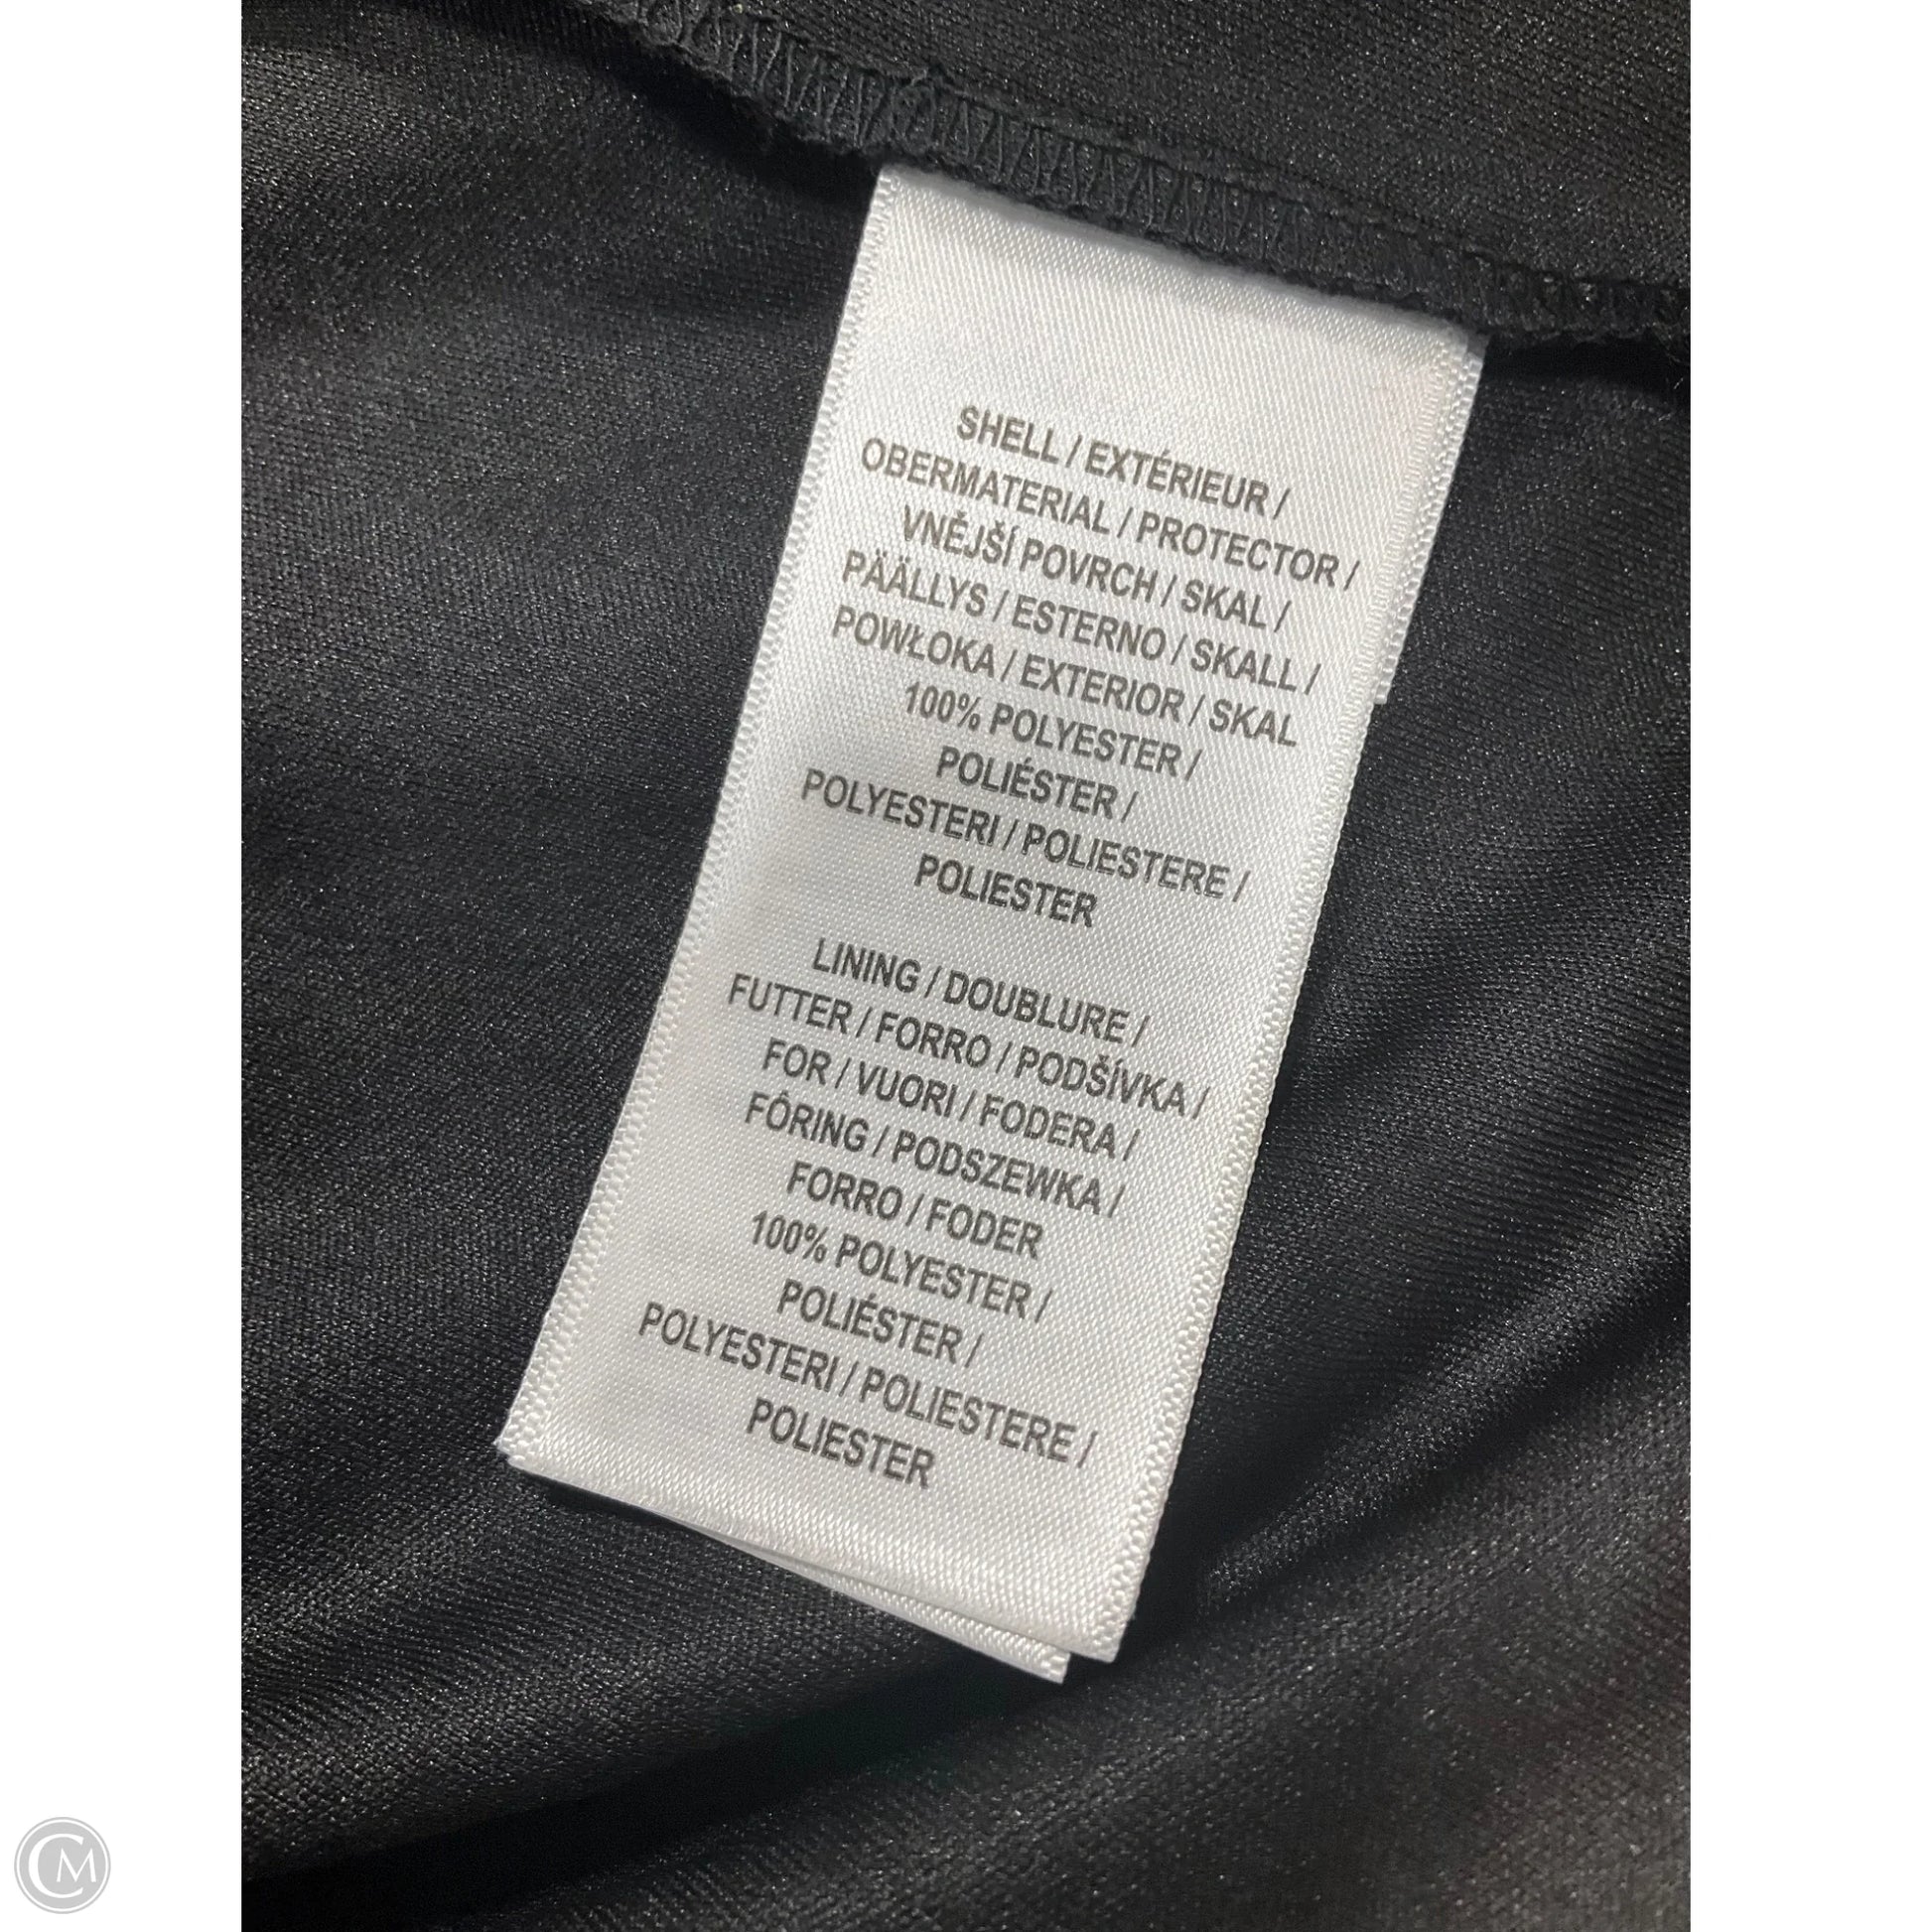 SHELL / EXTÉRIEUR /
OBERMATERIAL / PROTECTOR /
VNĚJŠÍ POVRCH / SKAL /
PÄÄLLYS / ESTERNO / SKALL /
POWŁOKA / EXTERIOR / SKAL
100% POLYESTER /
POLIÉSTER /
POLYESTERI / POLIESTERE /
POLIESTER
LINING / DOUBLURE /
FUTTER / FORRO / PODŠÍVKA /
FOR / VUORI / FODERA /
FÔRING / PODSZEWKA /
FORRO / FODER
100% POLYESTER /
POLIÉSTER /
POLYESTERI / POLIESTERE /
POLIESTER
CM